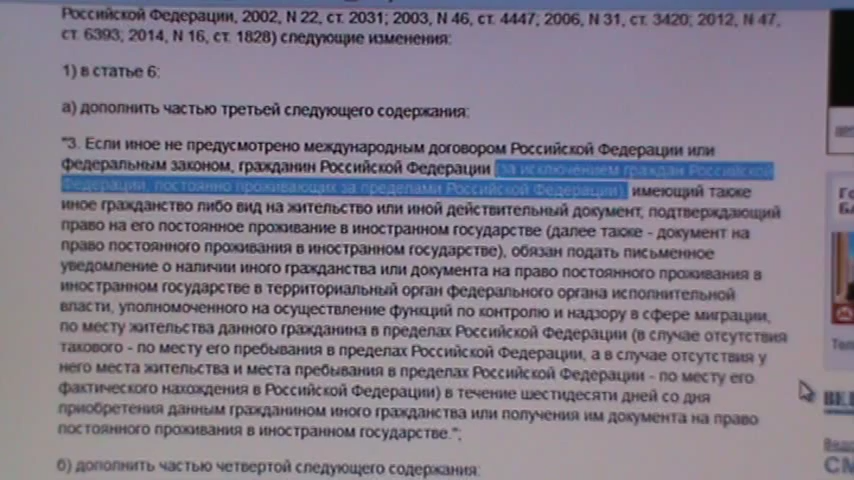 Российской Федерации, 2002, N 22, ст. 2031; 2003, N 46, ст. 4447; 2006, N 31, ст. 3420; 2012, N 47,
ст. 6393; 2014, N 16, ст. 1828) следующие изменения:
1) в статье 6:
а) дополнить частью третьей следующего содержания:
"3. Если иное не предусмотрено международным договором Российской Федерации или
федеральным законом, гражданин Российской Федерации (за исключением граждан Российской
Федерации, постоянно проживающих за пределами Российской Федерации), имеющий также
иное гражданство либо вид на жительство или иной действительный документ, подтверждающий
право на его постоянное проживание в иностранном государстве (далее также - документ на
право постоянного проживания в иностранном государстве), обязан подать письменное
уведомление о наличии иного гражданства или документа на право постоянного проживания в
иностранном государстве в территориальный орган федерального органа исполнительной
власти, уполномоченного на осуществление функций по контролю и надзору в сфере миграции,
по месту жительства данного гражданина в пределах Российской Федерации (в случае отсутствия
такового - по месту его пребывания в пределах Российской Федерации, а в случае отсутствия у
него места жительства и места пребывания в пределах Российской Федерации - по месту его
фактического нахождения в Российской Федерации) в течение шестидесяти дней со дня
приобретения данным гражданином иного гражданства или получения им документа на право
постоянного проживания в иностранном государстве.";
б) дополнить частью четвертой следующего содержания: